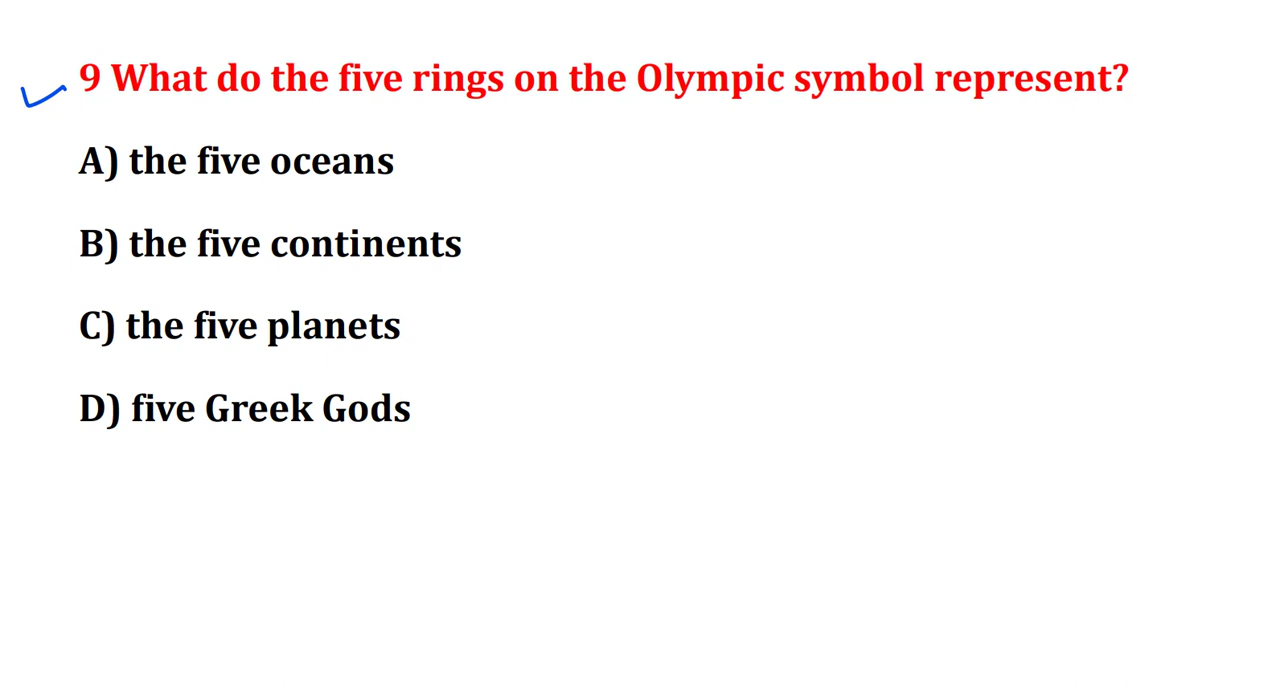 9 What do the five rings on the Olympic symbol represent?
A) the five oceans
B) the five continents
C) the five planets
D) five Greek Gods